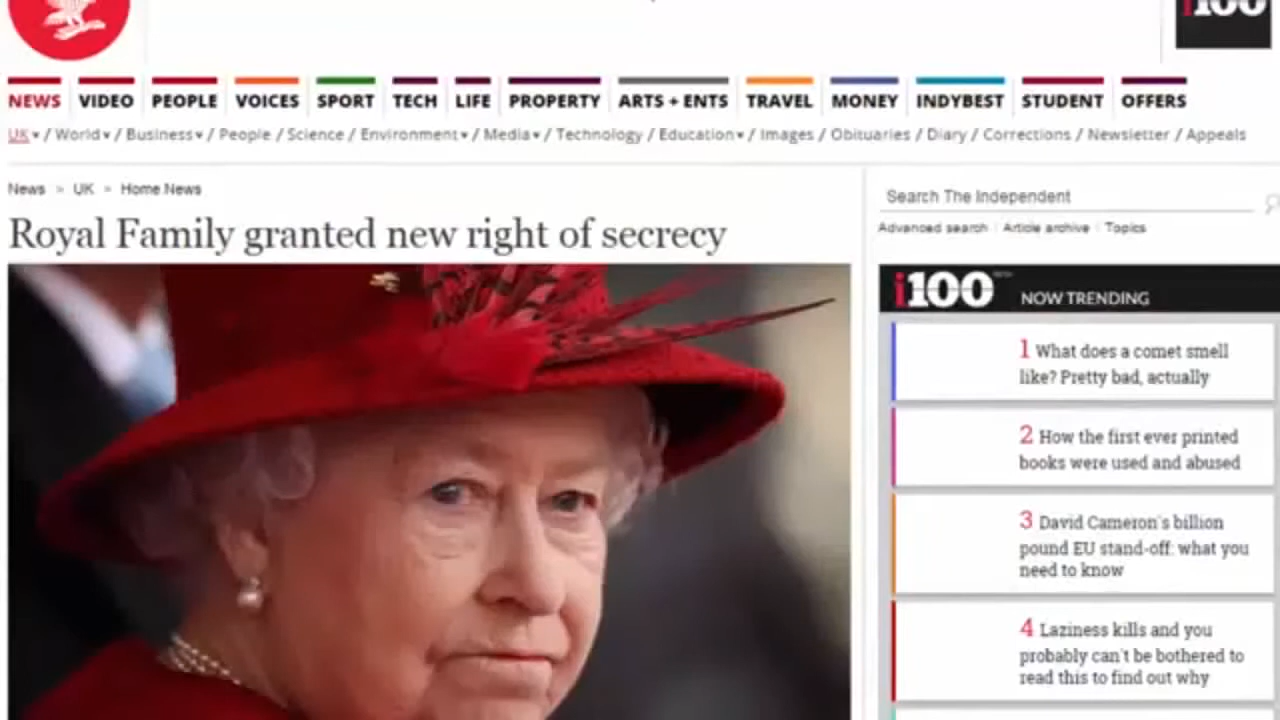 i100
NEWS VIDEO PEOPLE VOICES SPORT TECH LIFE PROPERTY ARTS + ENTS TRAVEL MONEY INDYBEST STUDENT OFFERS
UK / World / Business / People / Science / Environment / Media / Technology / Education / Images / Obituaries / Diary / Corrections / Newsletter / Appeals
News > UK > Home News
Royal Family granted new right of secrecy
Search The Independent
Advanced search | Article archive | Topics
i100 NOW TRENDING
1 What does a comet smell
like? Pretty bad, actually
2 How the first ever printed
books were used and abused
3 David Cameron's billion
pound EU stand-off: what you
need to know
4 Laziness kills and you
probably can't be bothered to
read this to find out why